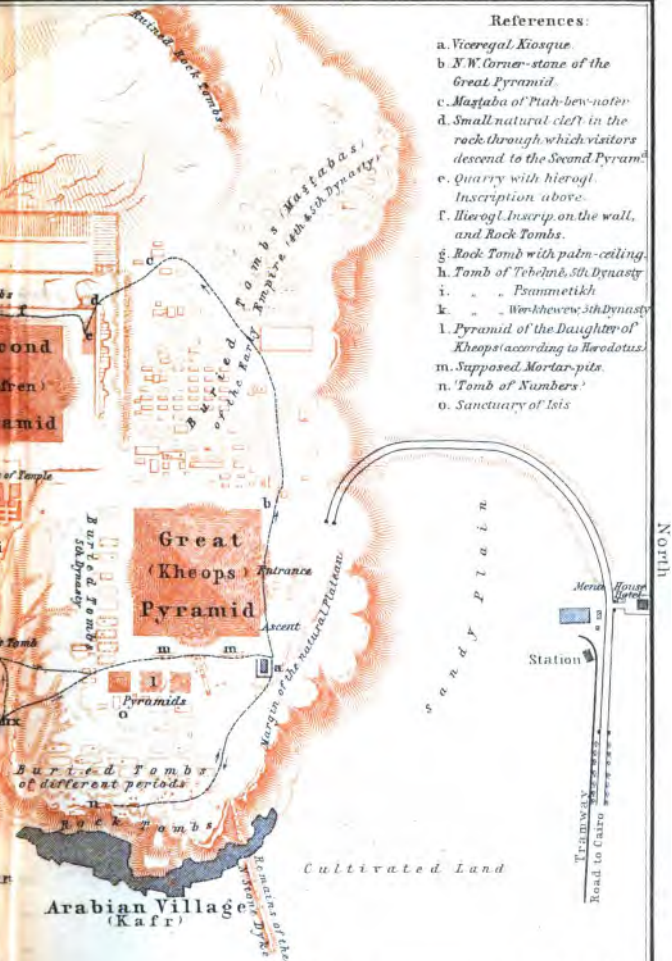 References:
a. Viceregal Kiosque
b. N.W. Corner-stone of the
Great Pyramid
c. Mastaba of Ptah-bew-nofer
d. Small natural cleft in the
rock through which visitors
descend to the Second Pyram.d
e. Quarry with hierogl.
Inscription above.
f. Hierogl. Inscrip. on the wall,
and Rock Tombs.
g. Rock Tomb with palm-ceiling.
h. Tomb of Tebehnē, 5th Dynasty
i. „ „ Psammetikh
k. „ „ Wer-khewew, 5th Dynasty
l. Pyramid of the Daughter of
Kheops (according to Herodotus)
m. Supposed Mortar-pits.
n. 'Tomb of Numbers'
o. Sanctuary of Isis
Ruined Rock Tombs
Buried Tombs (Mastabas)
of the Early Empire (4th & 5th Dynasty)
c
d
f
e
cond
fren)
amid
of Temple
i
b
Great
(Kheops)
Pyramid
Entrance
Ascent
Buried Tombs
5th Dynasty
Tomb
m m
a
l
Pyramids
o
nx
Margin of the natural Plateau
Buried Tombs
of different periods
n
Rock Tombs
Arabian Village
(Kafr)
Remains of the
Stone Dyke
Cultivated Land
Sandy Plain
Mena House
Hotel
Station
Tramway
Road to Cairo
North